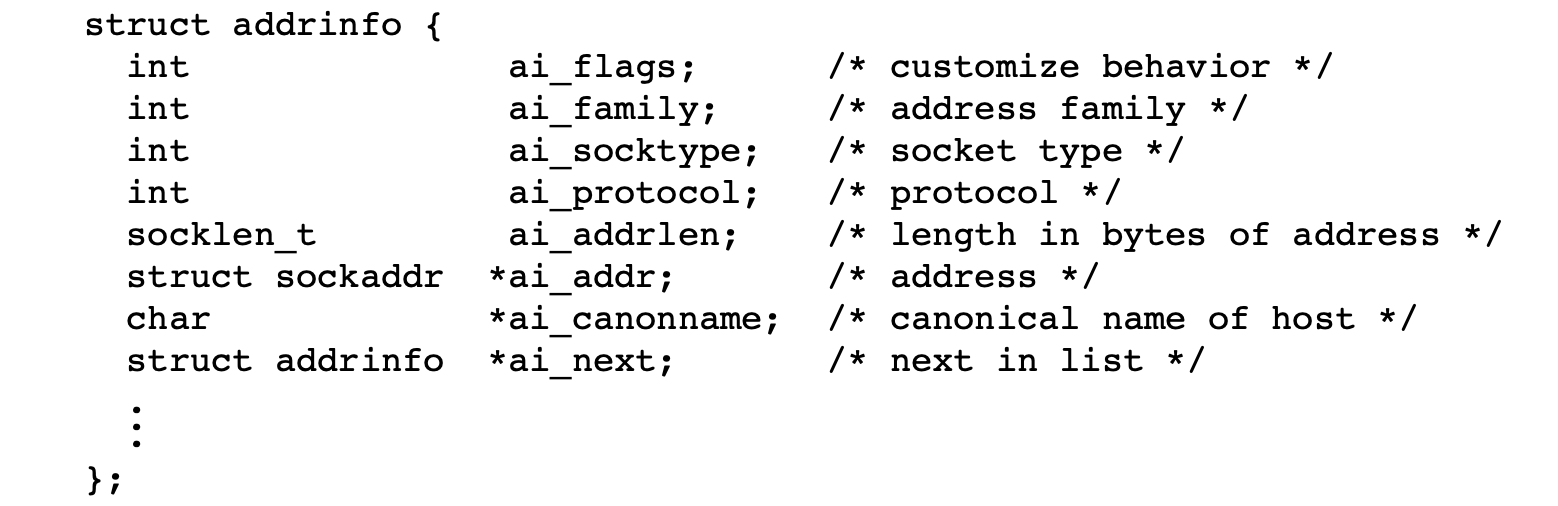 struct addrinfo {
  int               ai_flags;      /* customize behavior */
  int               ai_family;     /* address family */
  int               ai_socktype;   /* socket type */
  int               ai_protocol;   /* protocol */
  socklen_t         ai_addrlen;    /* length in bytes of address */
  struct sockaddr  *ai_addr;       /* address */
  char             *ai_canonname;  /* canonical name of host */
  struct addrinfo  *ai_next;       /* next in list */
  ⋮
};